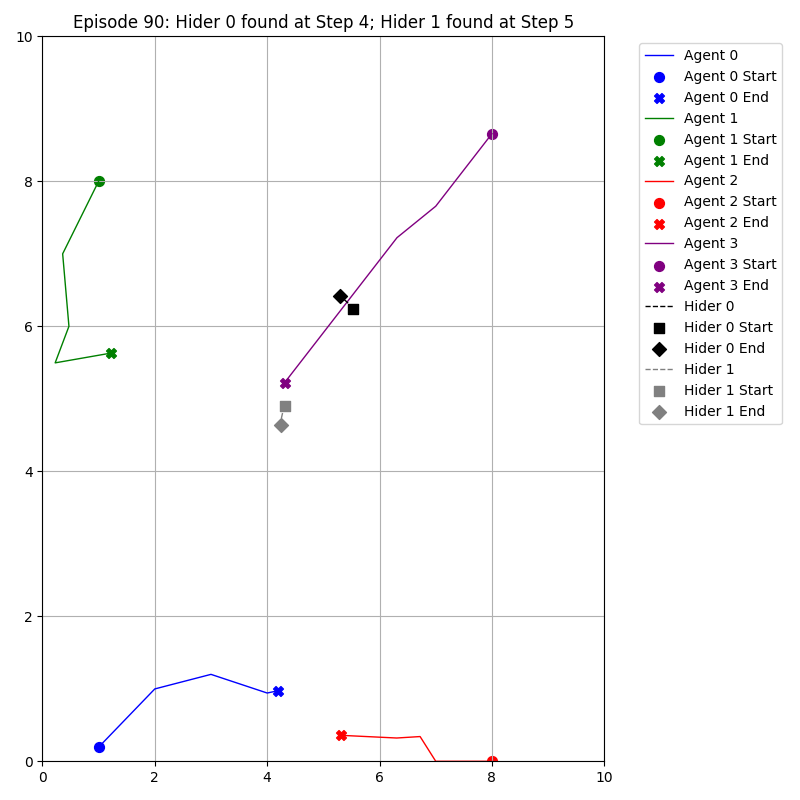 Episode 90: Hider 0 found at Step 4; Hider 1 found at Step 5
10
8
6
4
2
0
0 2 4 6 8 10
Agent 0
Agent 0 Start
Agent 0 End
Agent 1
Agent 1 Start
Agent 1 End
Agent 2
Agent 2 Start
Agent 2 End
Agent 3
Agent 3 Start
Agent 3 End
Hider 0
Hider 0 Start
Hider 0 End
Hider 1
Hider 1 Start
Hider 1 End